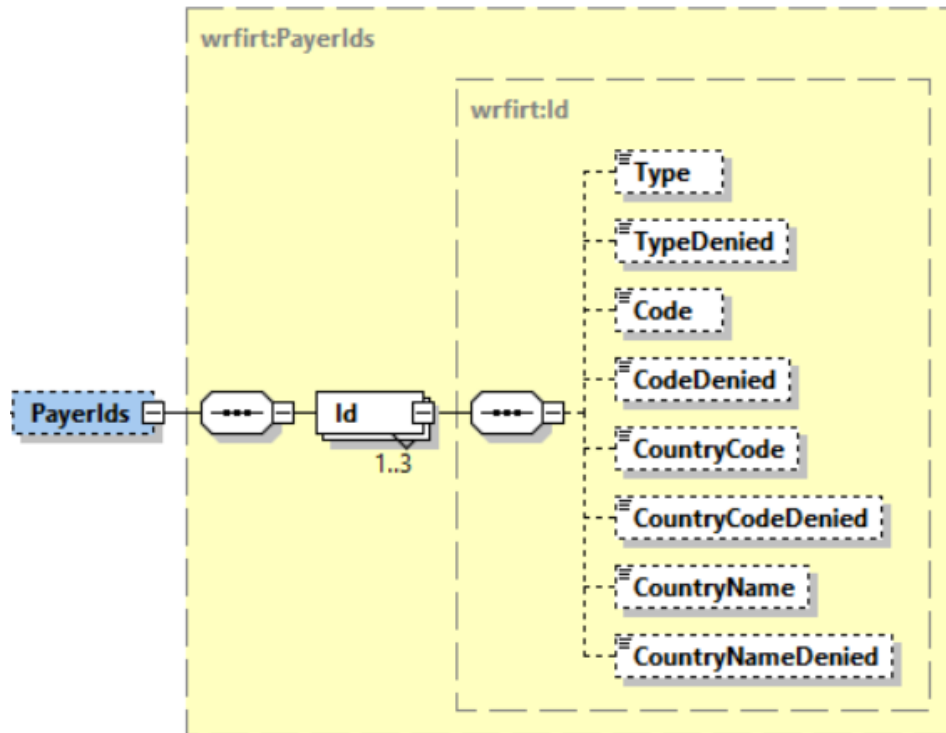 wrfirt:PayerIds
wrfirt:Id
Type
TypeDenied
Code
CodeDenied
PayerIds
Id
1..3
CountryCode
CountryCodeDenied
CountryName
CountryNameDenied